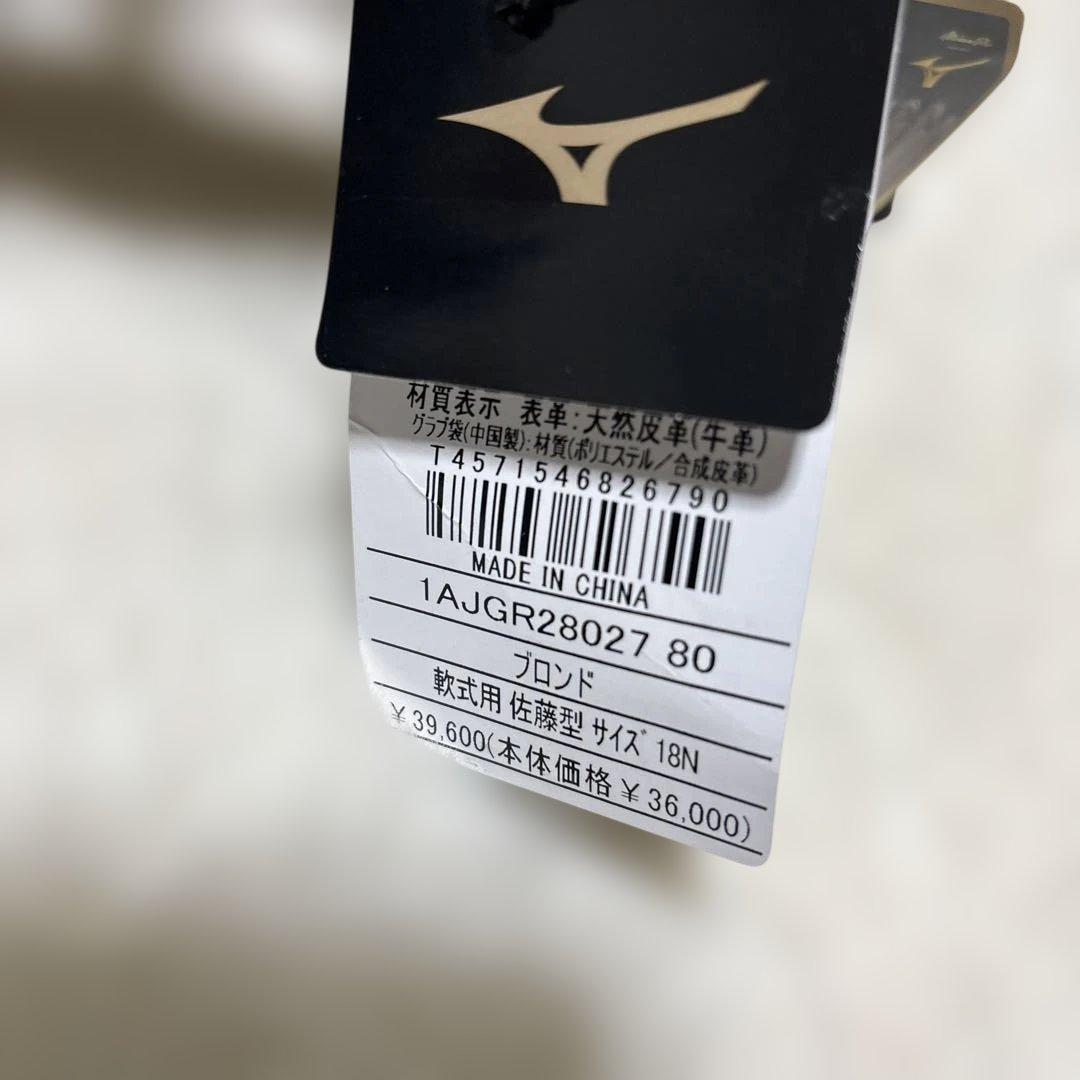 材質表示 表革:天然皮革(牛革)
グラブ袋(中国製):材質(ポリエステル/合成皮革)
T4571546826790
MADE IN CHINA
1AJGR28027 80
ブロンド
軟式用 佐藤型 サイズ 18N
¥39,600(本体価格¥36,000)